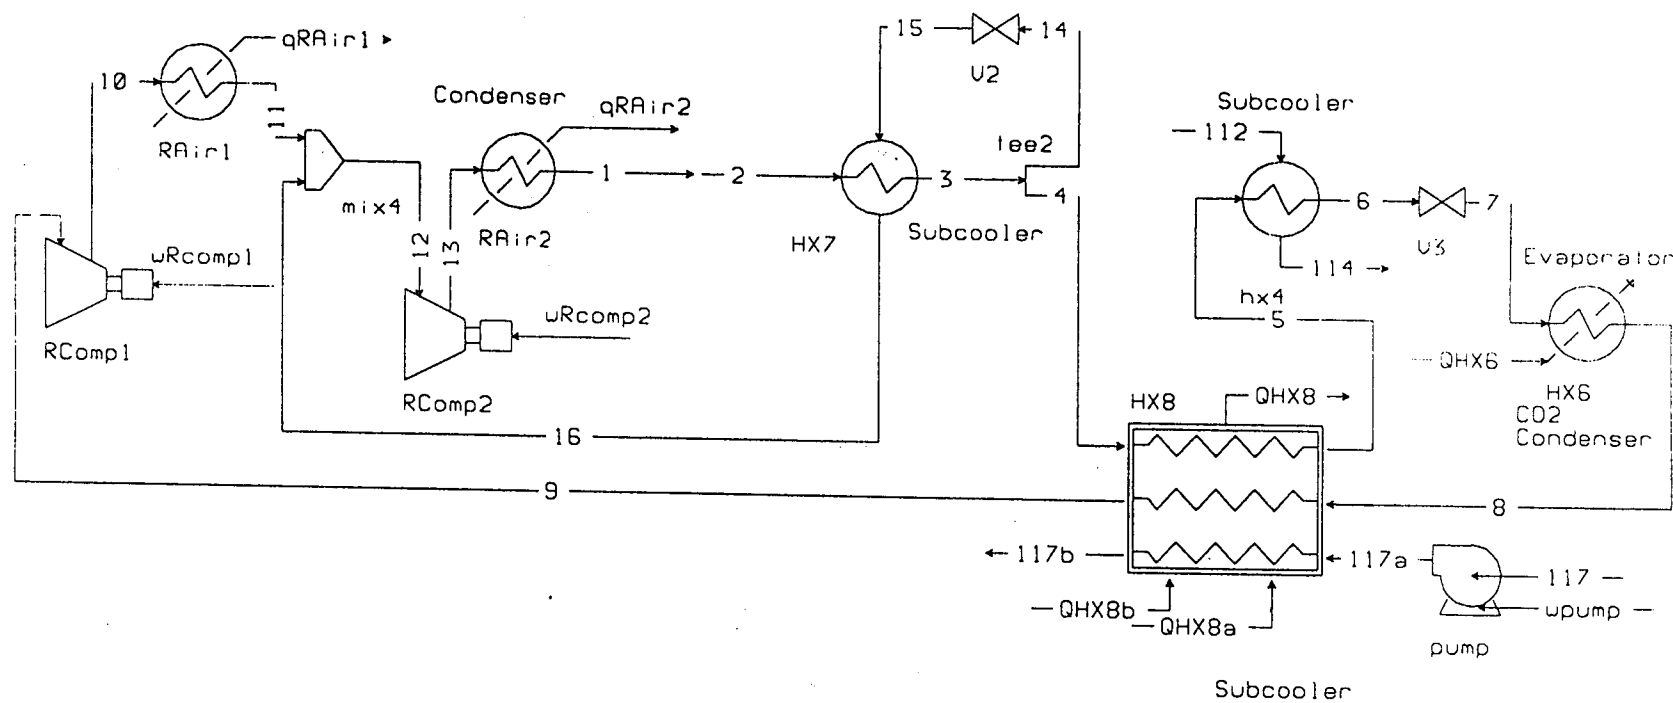 qRAir1
10
11
RAir1
Condenser
qRAir2
1
2
mix4
12
13
RAir2
wRcomp1
RComp1
wRcomp2
RComp2
15
14
V2
tee2
3
4
HX7
Subcooler
16
9
Subcooler
112
6
7
V3
114
hx4
5
Evaporator
QHX6
HX6
CO2
Condenser
HX8
QHX8
8
117b
117a
117
QHX8b
QHX8a
wpump
pump
Subcooler